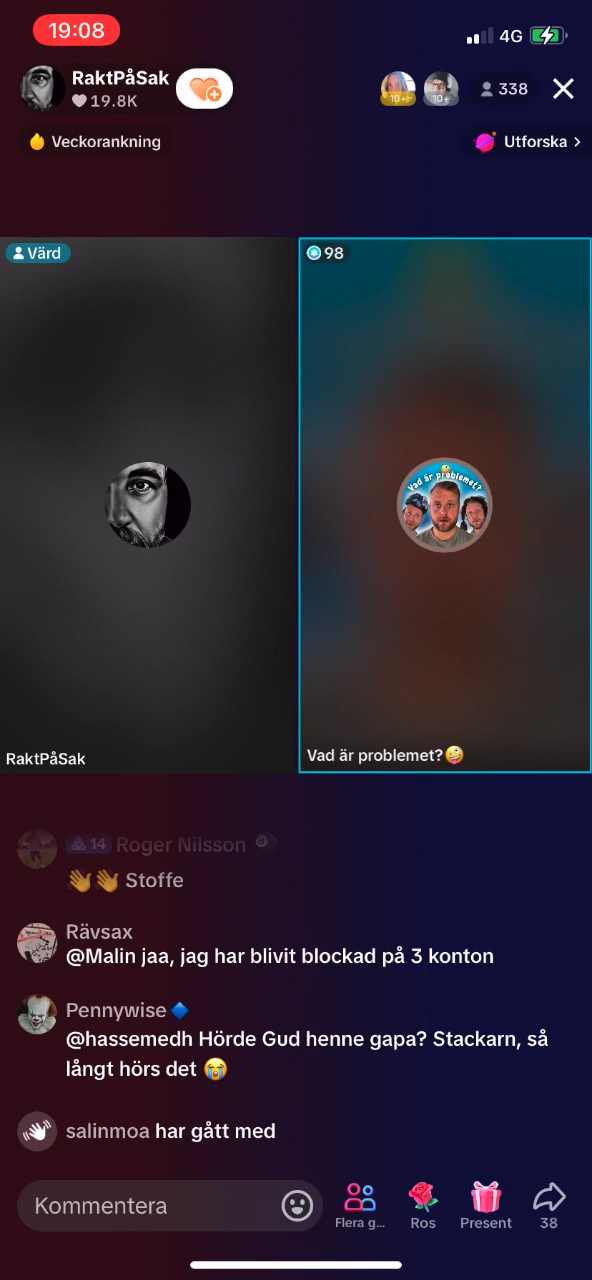 19:08
4G
RaktPåSak
19.8K
10+
10+
338
Veckorankning
Utforska >
Värd
98
Vad är problemet?
RaktPåSak
Vad är problemet?🤪
14 Roger Nilsson 🎱
👋👋 Stoffe
Rävsax
@Malin jaa, jag har blivit blockad på 3 konton
Pennywise🔷
@hassemedh Hörde Gud henne gapa? Stackarn, så
långt hörs det 😭
salinmoa har gått med
Kommentera
Flera g...
Ros
Present
38